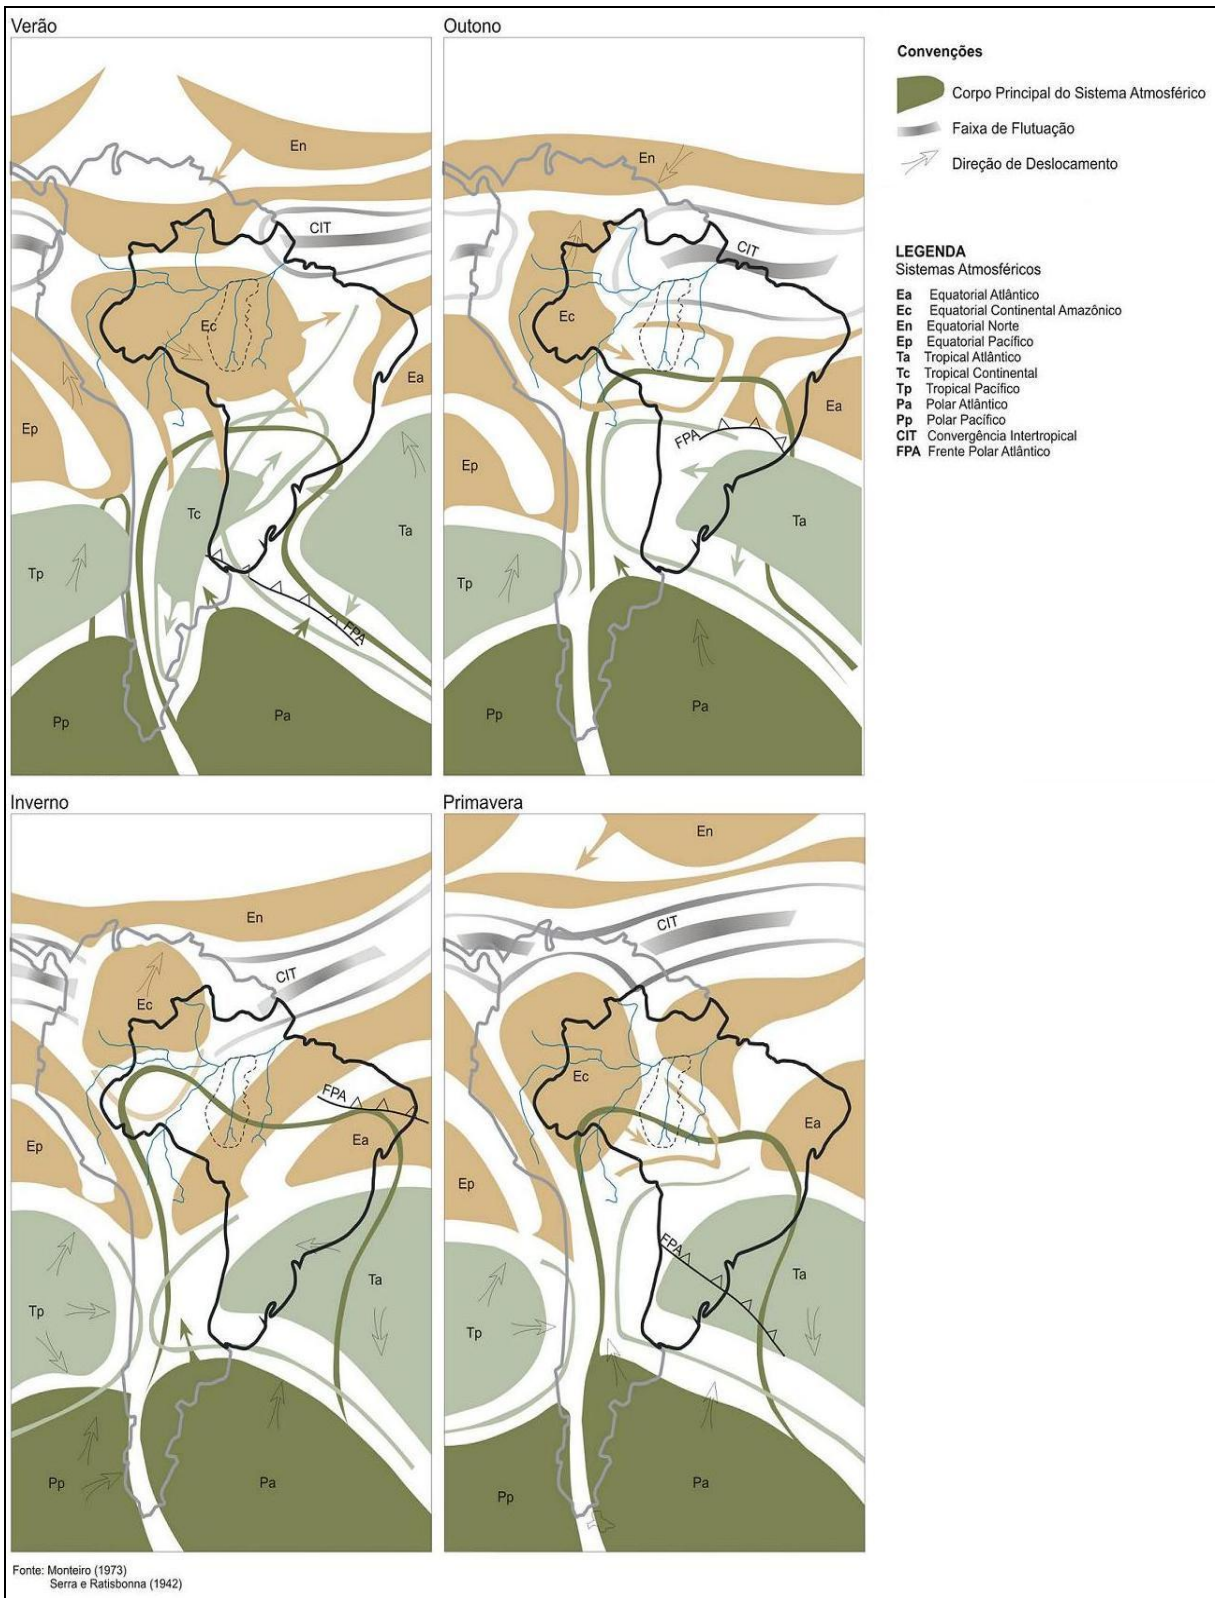 Verão
En
CIT
Ec
Ea
Ep
Tc
Ta
Tp
FPA
Pp
Pa
Outono
En
CIT
Ec
Ea
FPA
Ep
Ta
Tp
Pp
Pa
Convenções
Corpo Principal do Sistema Atmosférico
Faixa de Flutuação
Direção de Deslocamento
LEGENDA
Sistemas Atmosféricos
Ea Equatorial Atlântico
Ec Equatorial Continental Amazônico
En Equatorial Norte
Ep Equatorial Pacífico
Ta Tropical Atlântico
Tc Tropical Continental
Tp Tropical Pacífico
Pa Polar Atlântico
Pp Polar Pacífico
CIT Convergência Intertropical
FPA Frente Polar Atlântico
Inverno
En
CIT
Ec
FPA
Ea
Ep
Ta
Tp
Pp
Pa
Primavera
En
CIT
Ec
Ea
Ep
FPA
Ta
Tp
Pp
Pa
Fonte: Monteiro (1973)
Serra e Ratisbonna (1942)